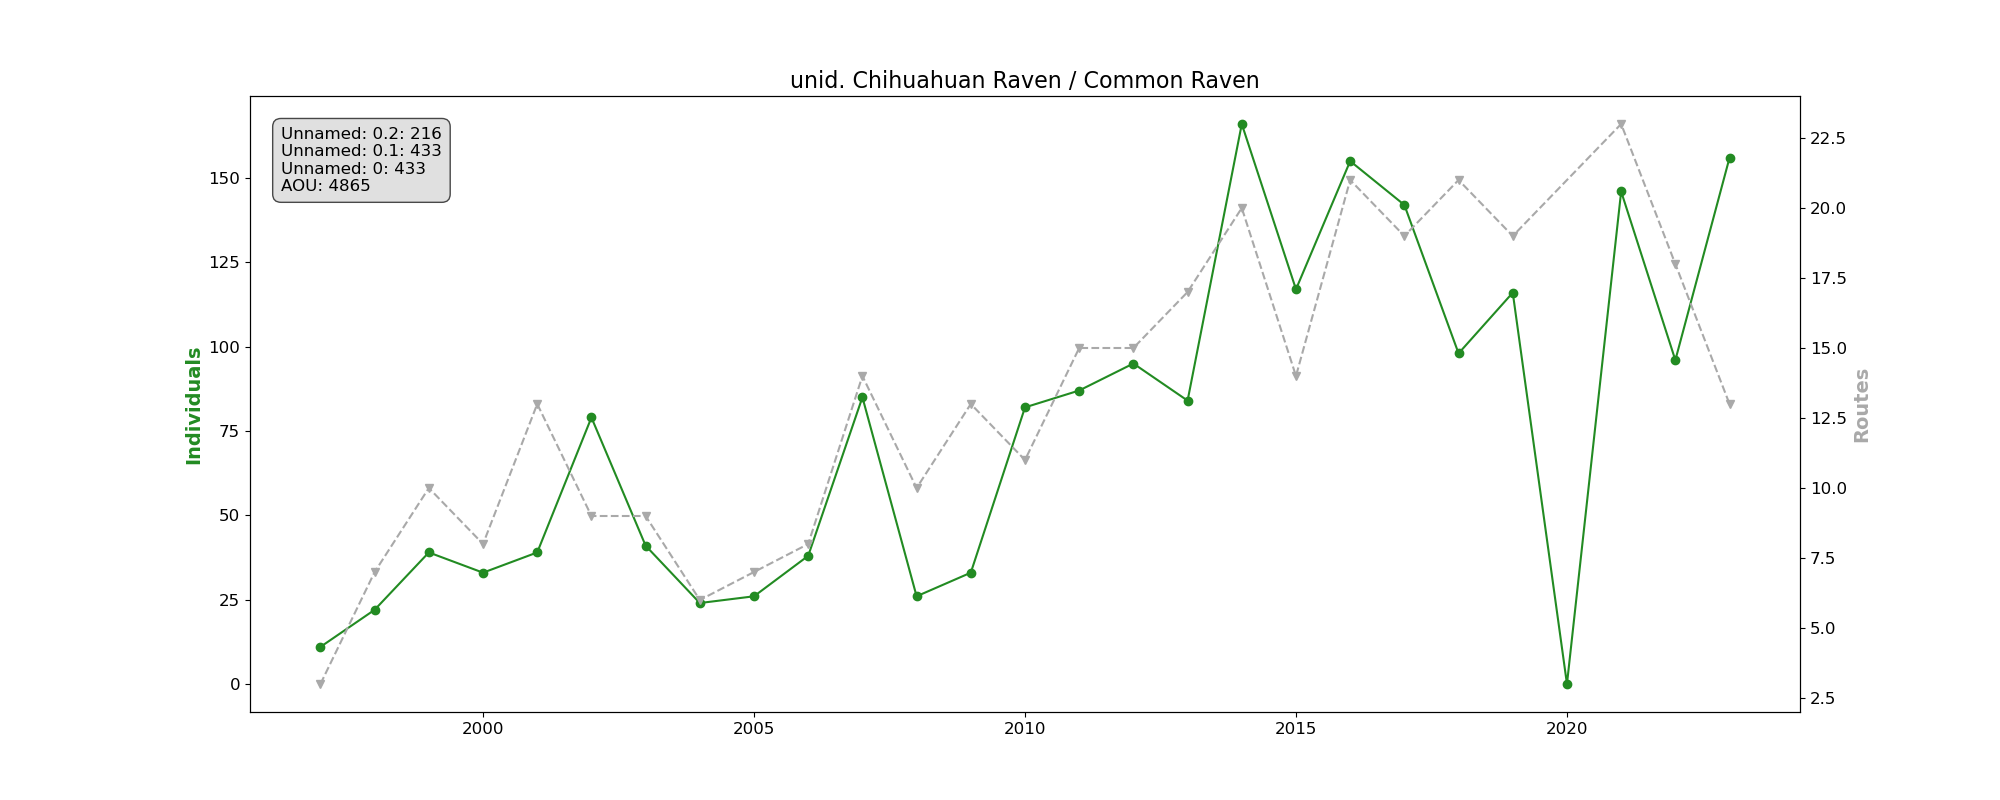 unid. Chihuahuan Raven / Common Raven
Unnamed: 0.2: 216
Unnamed: 0.1: 433
Unnamed: 0: 433
AOU: 4865
Individuals
150
125
100
75
50
25
0
22.5
20.0
17.5
15.0
12.5
10.0
7.5
5.0
2.5
Routes
2000 2005 2010 2015 2020